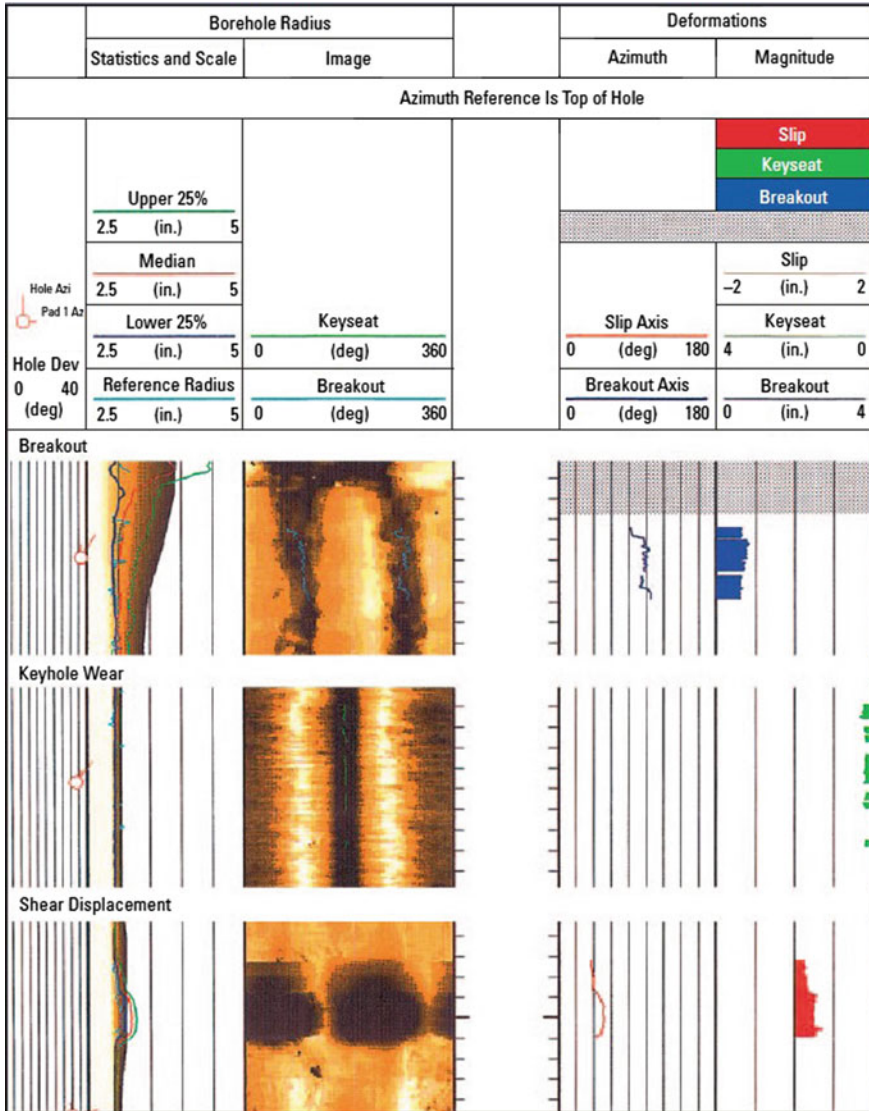 Borehole Radius
Deformations
Statistics and Scale
Image
Azimuth
Magnitude
Azimuth Reference Is Top of Hole
Slip
Keyseat
Breakout
Upper 25%
2.5 (in.) 5
Median
2.5 (in.) 5
Slip
−2 (in.) 2
Hole Azi
Pad 1 Az
Lower 25%
2.5 (in.) 5
Keyseat
0 (deg) 360
Slip Axis
0 (deg) 180
Keyseat
4 (in.) 0
Hole Dev
0 40
(deg)
Reference Radius
2.5 (in.) 5
Breakout
0 (deg) 360
Breakout Axis
0 (deg) 180
Breakout
0 (in.) 4
Breakout
Keyhole Wear
Shear Displacement